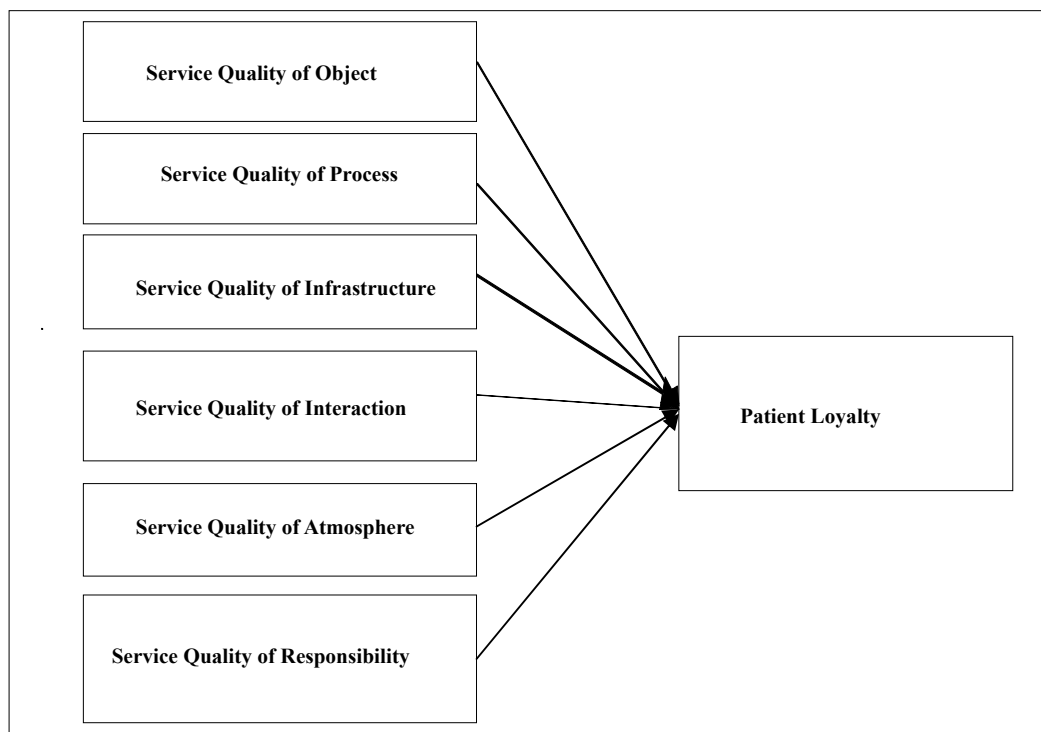 Service Quality of Object
Service Quality of Process
Service Quality of Infrastructure
Service Quality of Interaction
Patient Loyalty
Service Quality of Atmosphere
Service Quality of Responsibility